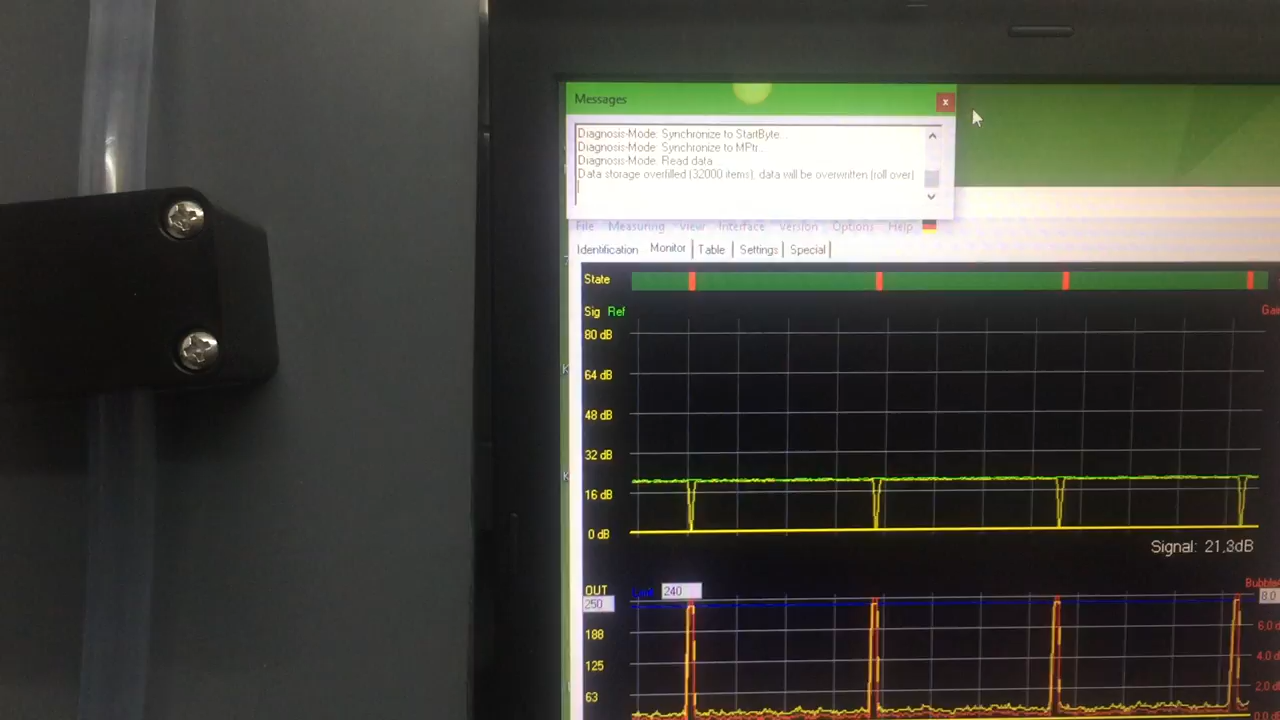 Messages
x
Diagnosis-Mode: Synchronize to StartByte...
Diagnosis-Mode: Synchronize to MPtr...
Diagnosis-Mode: Read data
Data storage overfilled (32000 items), data will be overwritten (roll over)
File Measuring View Interface Version Options Help
Identification Monitor Table Settings Special
State
Sig Ref
80 dB
64 dB
48 dB
32 dB
16 dB
0 dB
Signal: 21,3dB
OUT 240
250 8.0
188 6.0
125 4.0
63 2.0
0.0